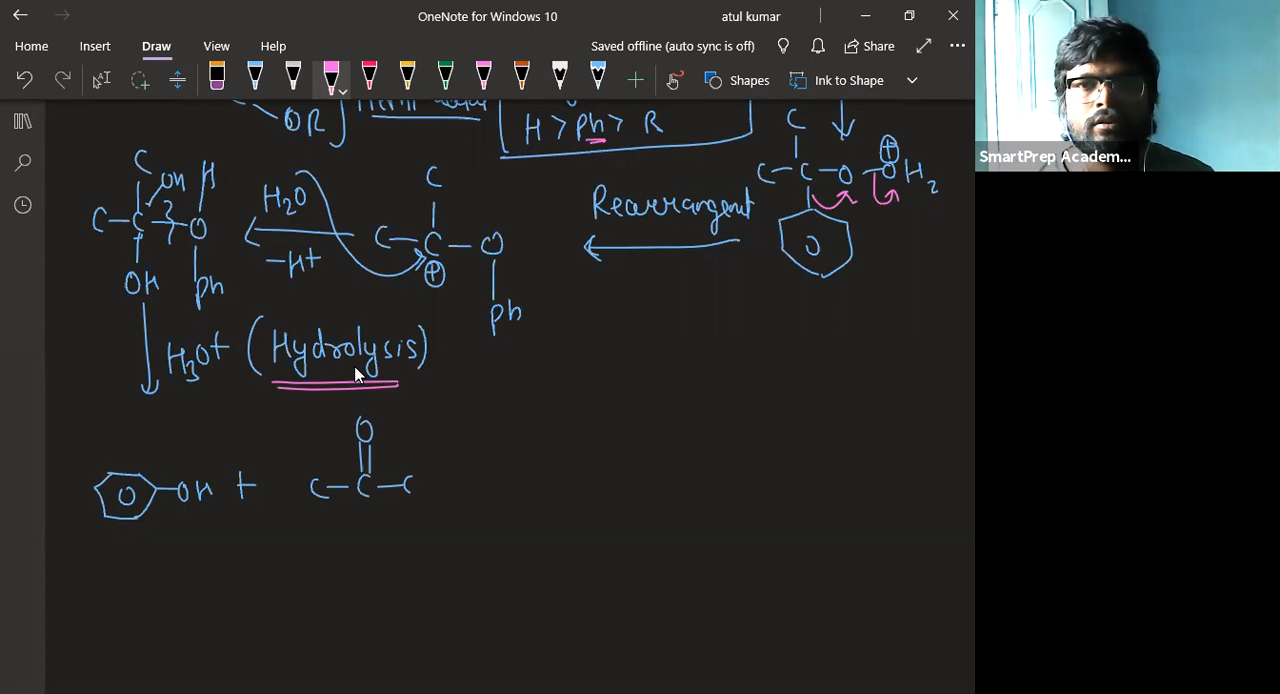 OneNote for Windows 10
atul kumar
Home Insert Draw View Help
Saved offline (auto sync is off)
Share
Shapes
Ink to Shape
SmartPrep Academ...
OR
H > Ph > R
C
C – C – O – O⊕ H2
O
Rearrangent
C
C – C – O
⊕
Ph
H2O
–H+
C
OH H
C – C – O
OH Ph
H3O+ (Hydrolysis)
O
O – OH + C – C – C